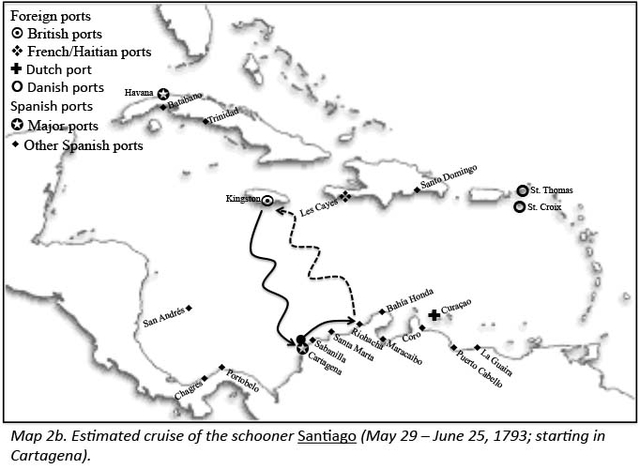 Foreign ports
British ports
French/Haitian ports
Dutch port
Danish ports
Spanish ports
Major ports
Other Spanish ports
Havana
Batabano
Trinidad
Kingston
Les Cayes
Santo Domingo
St. Thomas
St. Croix
San Andrés
Bahía Honda
Curaçao
Riohacha
Coro
Maracaibo
Santa Marta
Sabanilla
Cartagena
La Guaira
Puerto Cabello
Portobelo
Chagres
Map 2b. Estimated cruise of the schooner Santiago (May 29 – June 25, 1793; starting in
Cartagena).